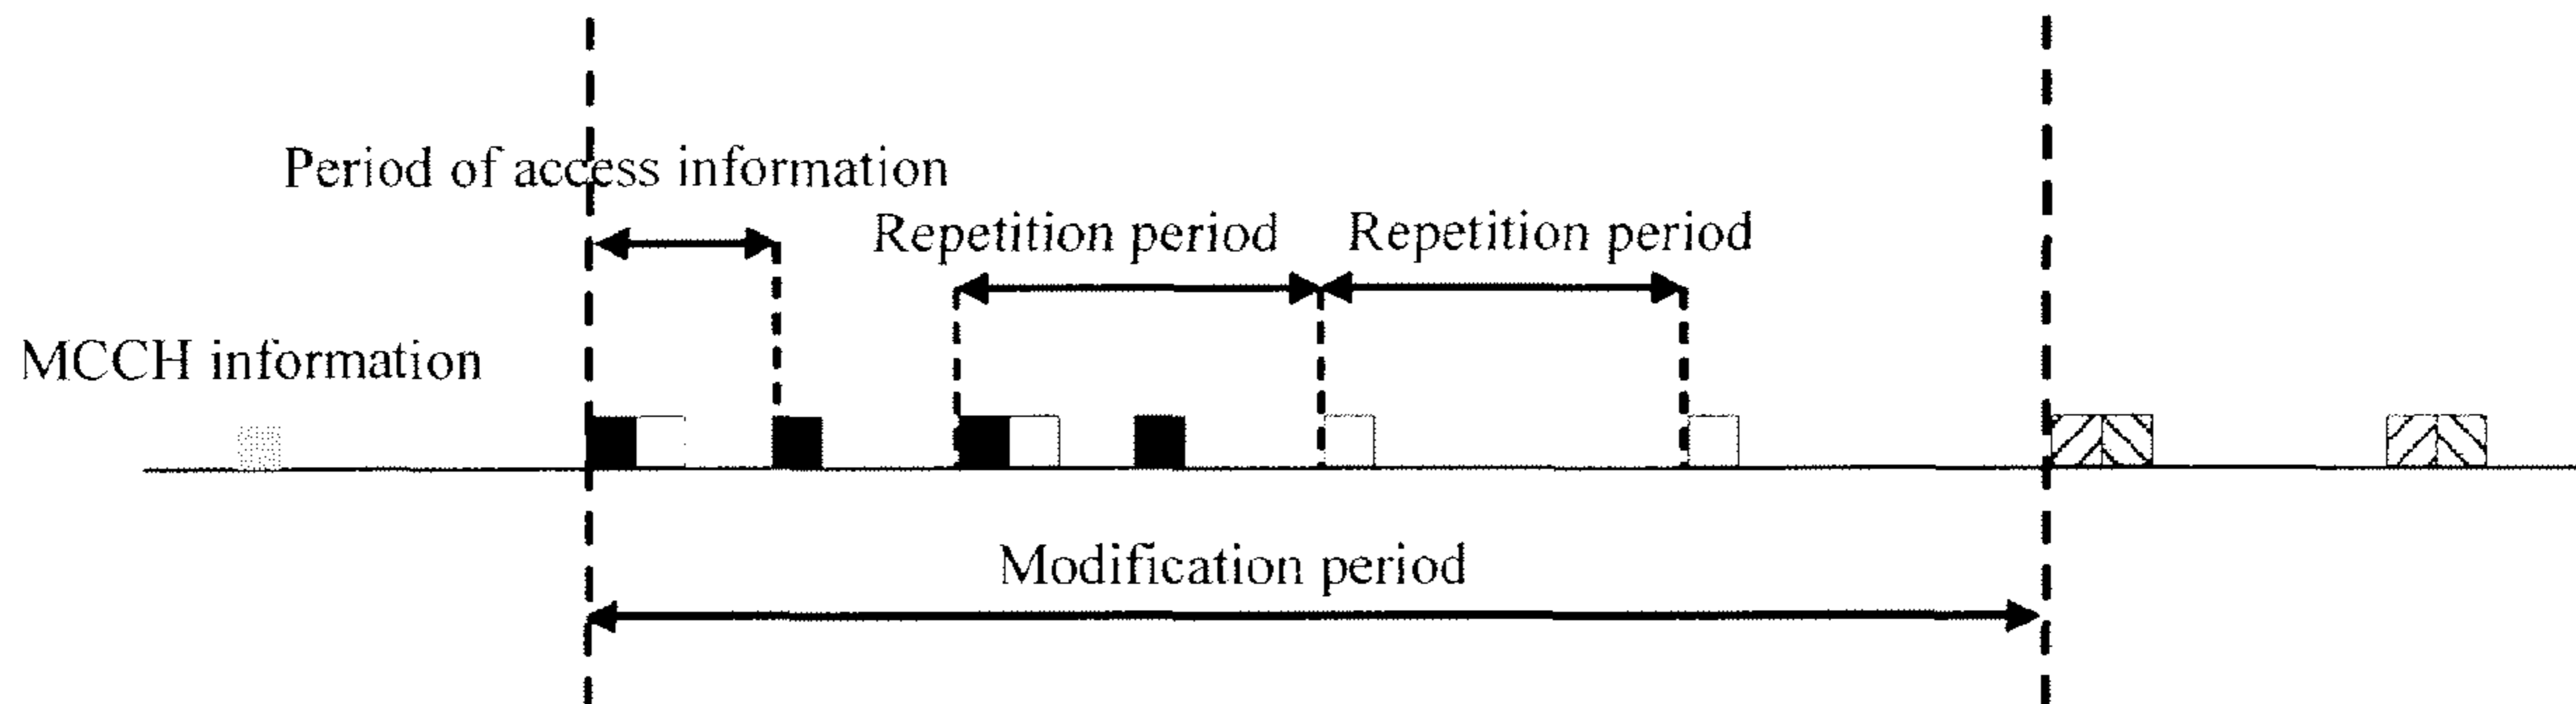 Period of access information
Repetition period
Repetition period
MCCH information
Modification period